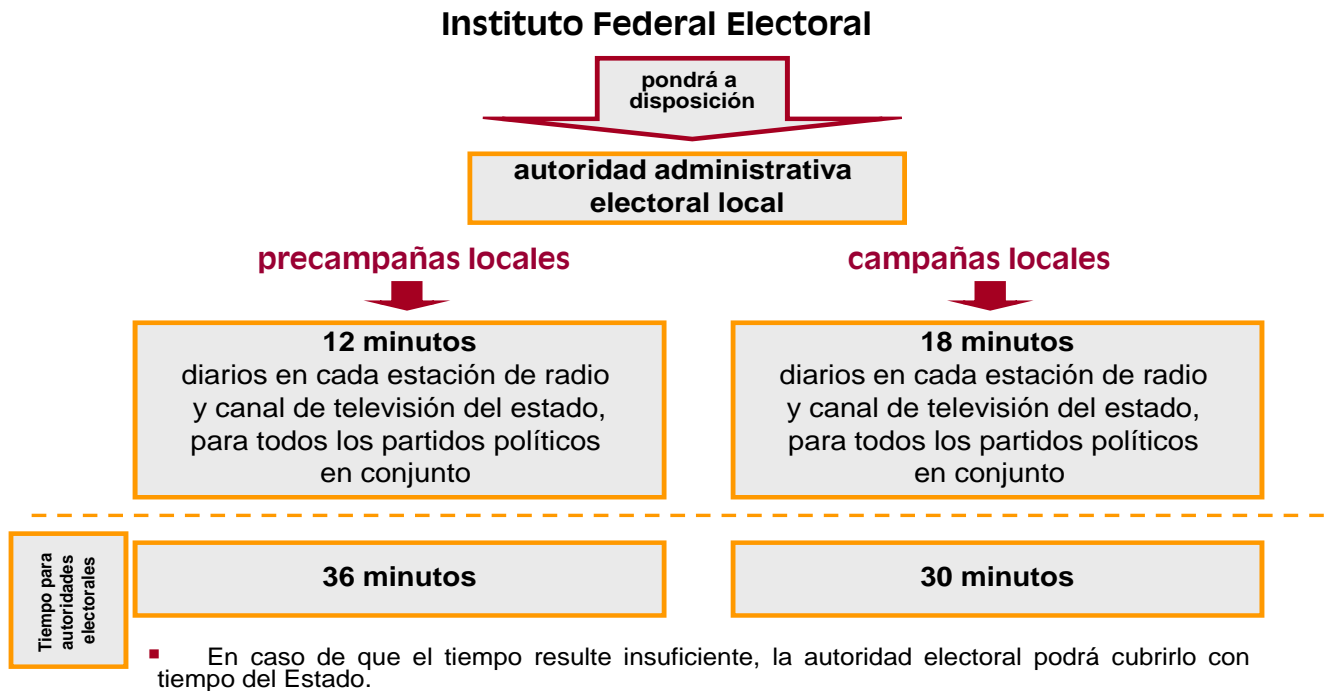 Instituto Federal Electoral
pondrá a
disposición
autoridad administrativa
electoral local
precampañas locales
12 minutos
diarios en cada estación de radio
y canal de televisión del estado,
para todos los partidos políticos
en conjunto
campañas locales
18 minutos
diarios en cada estación de radio
y canal de televisión del estado,
para todos los partidos políticos
en conjunto
Tiempo para
autoridades
electorales
36 minutos
30 minutos
▪ En caso de que el tiempo resulte insuficiente, la autoridad electoral podrá cubrirlo con
tiempo del Estado.